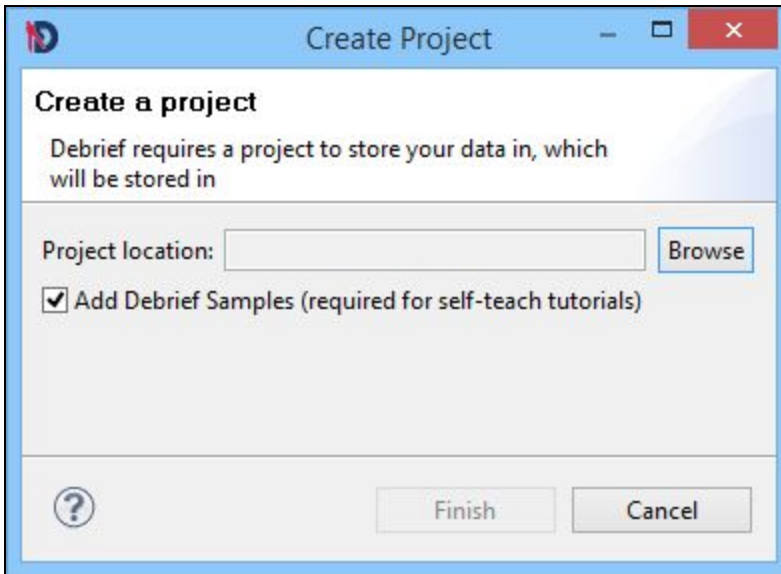 Create Project
Create a project
Debrief requires a project to store your data in, which
will be stored in
Project location:
Browse
Add Debrief Samples (required for self-teach tutorials)
?
Finish
Cancel